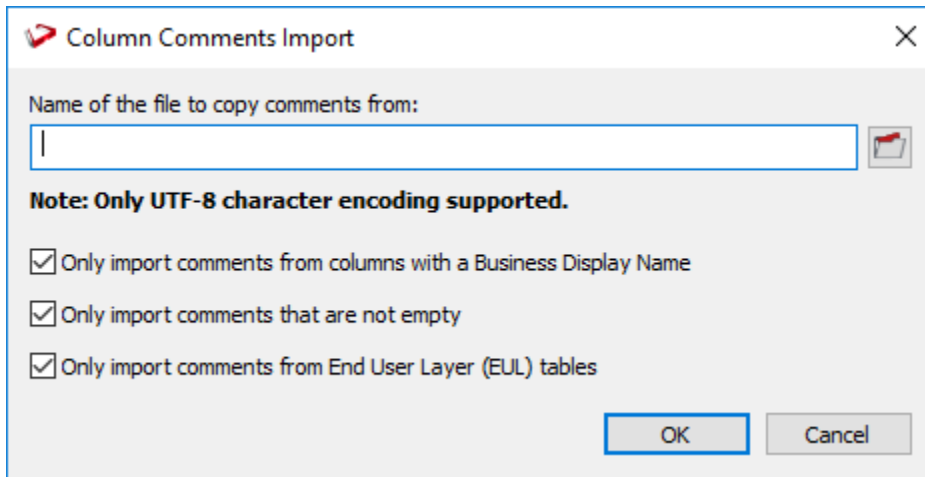 Column Comments Import
Name of the file to copy comments from:
Note: Only UTF-8 character encoding supported.
Only import comments from columns with a Business Display Name
Only import comments that are not empty
Only import comments from End User Layer (EUL) tables
OK Cancel